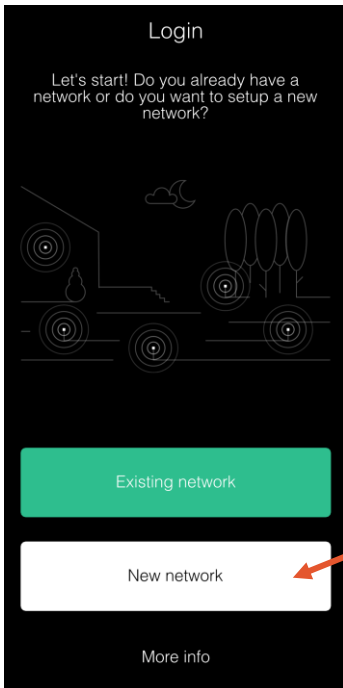 Login
Let's start! Do you already have a
network or do you want to setup a new
network?
Existing network
New network
More info